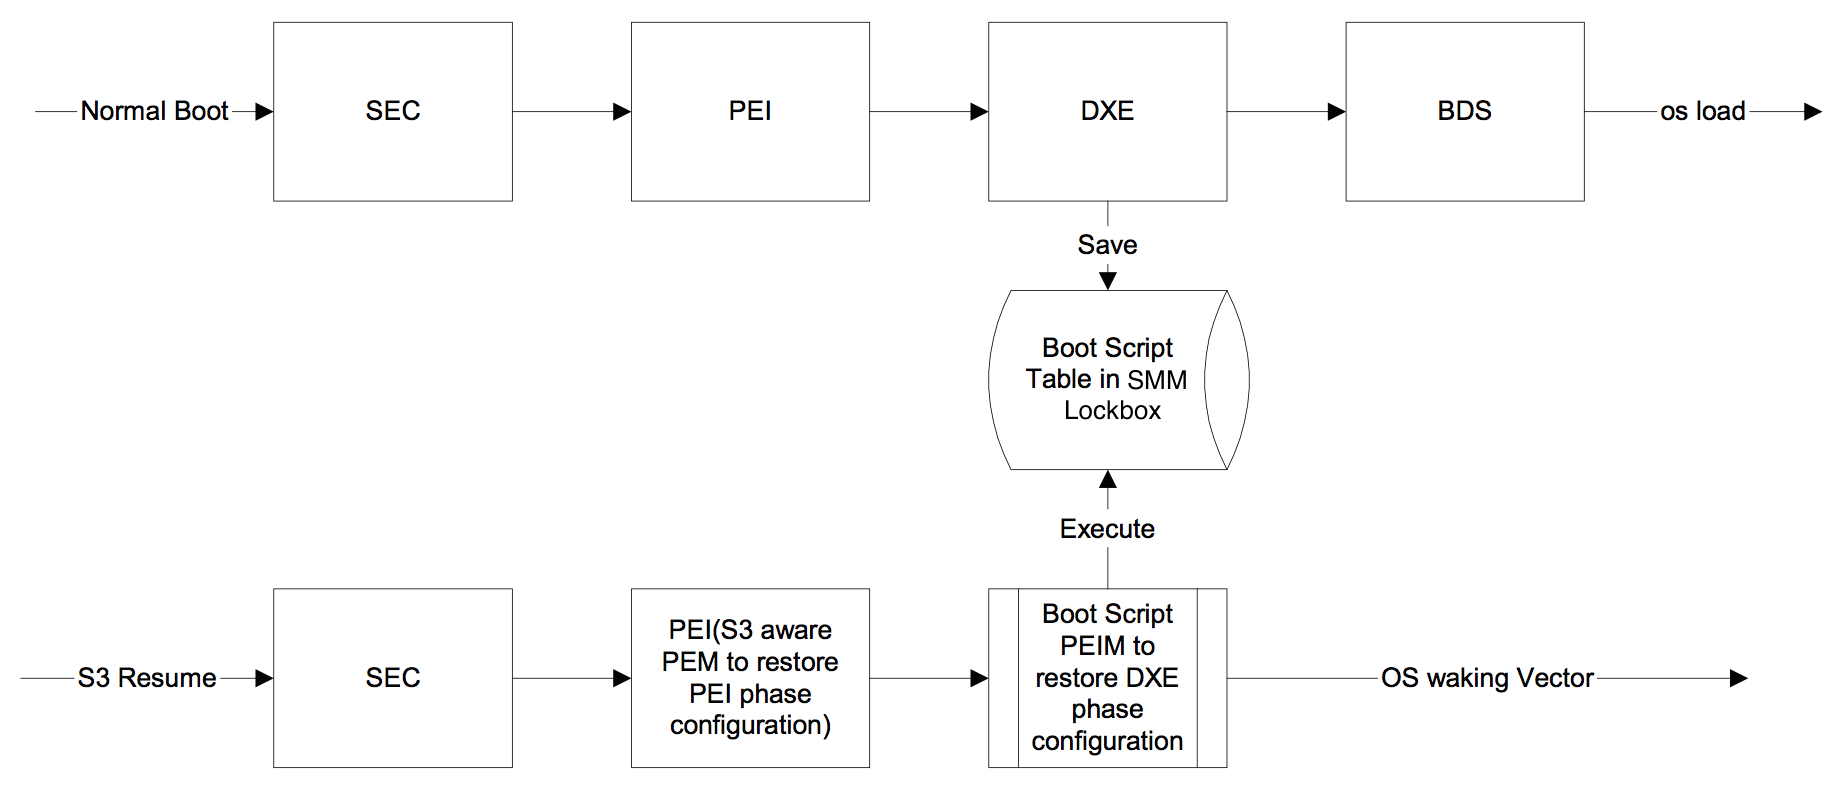 Normal Boot
SEC
PEI
DXE
BDS
os load
Save
Boot Script
Table in SMM
Lockbox
Execute
S3 Resume
SEC
PEI(S3 aware
PEM to restore
PEI phase
configuration)
Boot Script
PEIM to
restore DXE
phase
configuration
OS waking Vector